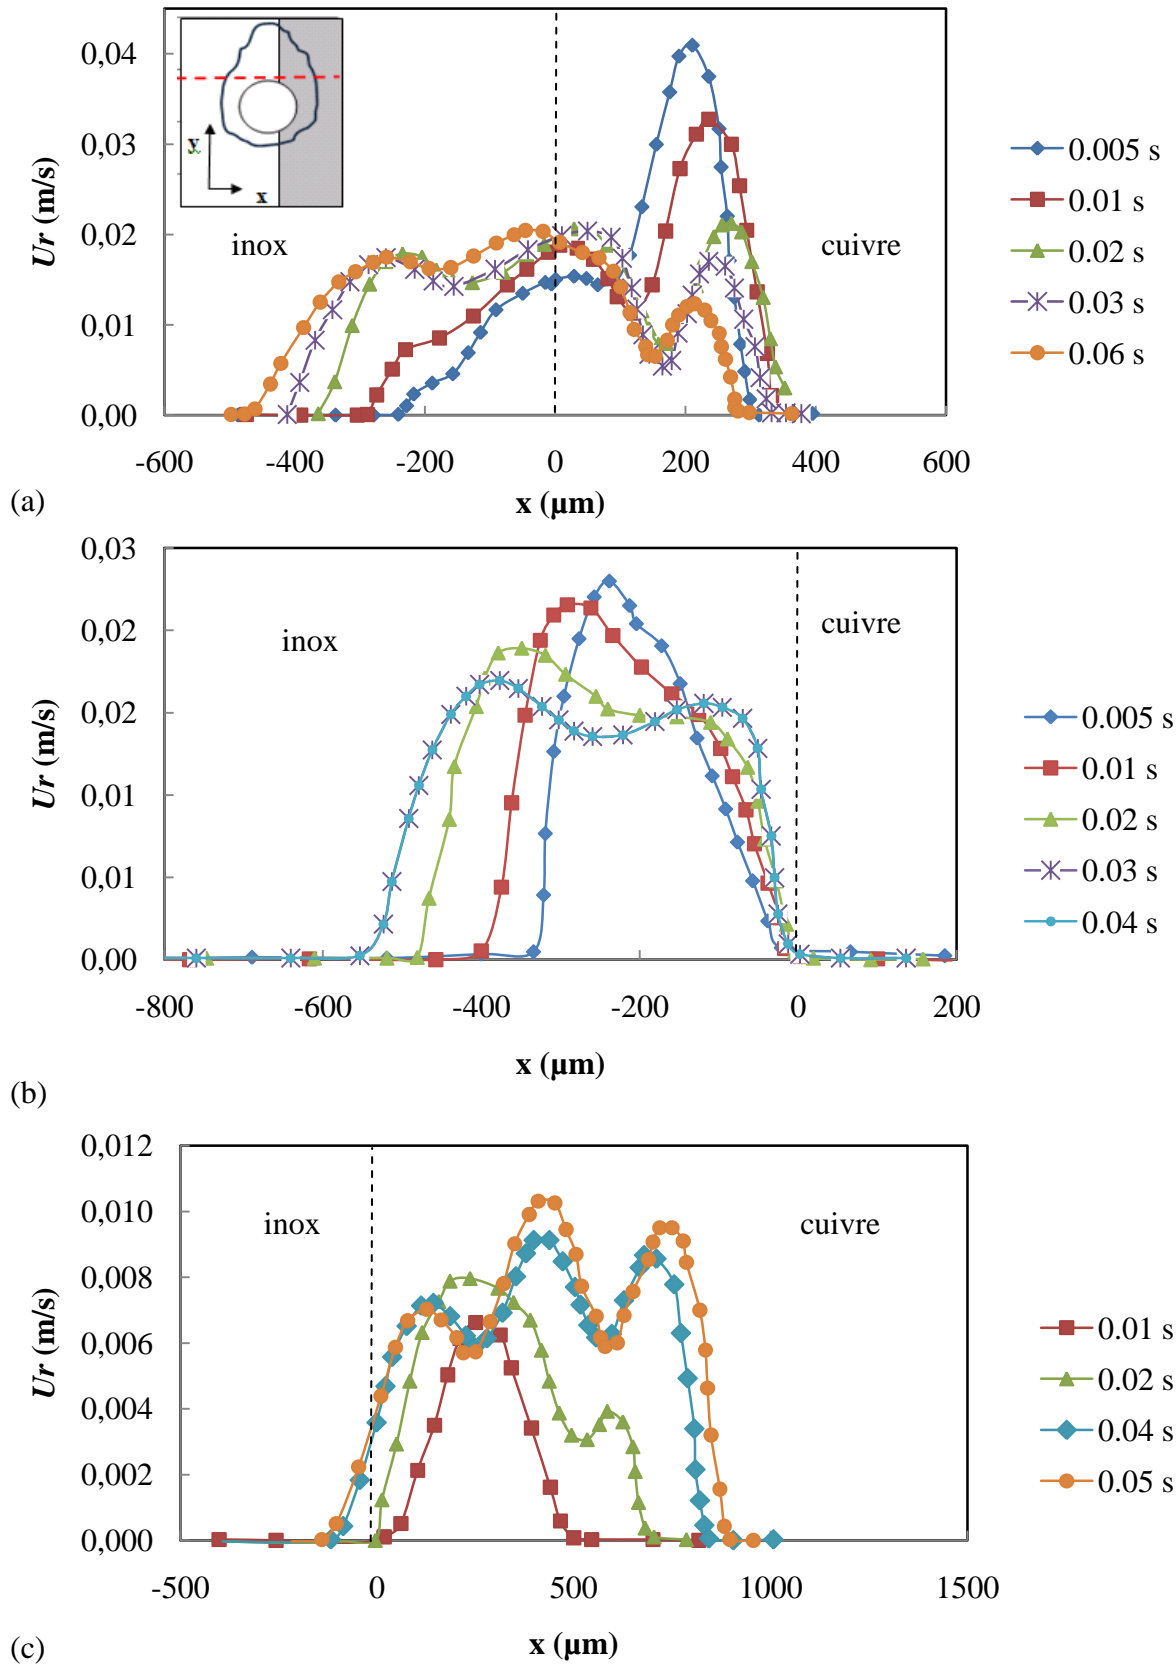 0,04
0,03
0,02
0,01
0,00
Ur (m/s)
y
x
inox
cuivre
-600 -400 -200 0 200 400 600
x (µm)
(a)
0.005 s
0.01 s
0.02 s
0.03 s
0.06 s
0,03
0,02
0,02
0,01
0,01
0,00
Ur (m/s)
inox
cuivre
-800 -600 -400 -200 0 200
x (µm)
(b)
0.005 s
0.01 s
0.02 s
0.03 s
0.04 s
0,012
0,010
0,008
0,006
0,004
0,002
0,000
Ur (m/s)
inox
cuivre
-500 0 500 1000 1500
x (µm)
(c)
0.01 s
0.02 s
0.04 s
0.05 s